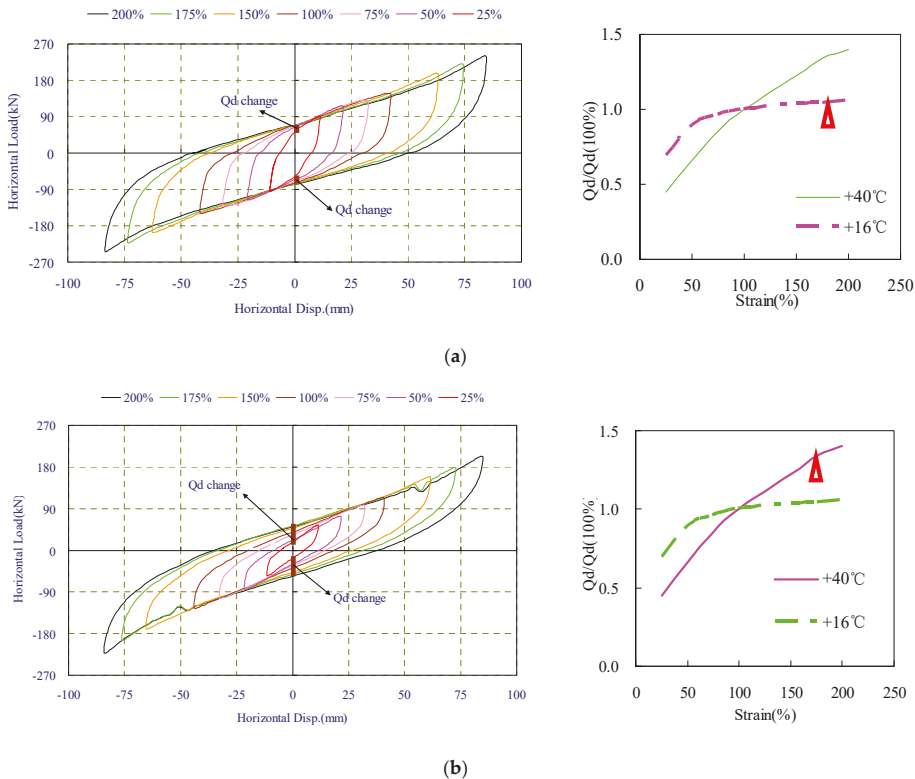 200% 175% 150% 100% 75% 50% 25%
270
180
90
0
-90
-180
-270
Horizontal Load(kN)
Qd change
Qd change
-100 -75 -50 -25 0 25 50 75 100
Horizontal Disp.(mm)
1.5
1.0
0.5
0.0
Qd/Qd(100%)
+40℃
+16℃
0 50 100 150 200 250
Strain(%)
(a)
200% 175% 150% 100% 75% 50% 25%
270
180
90
0
-90
-180
-270
Horizontal Load(kN)
Qd change
Qd change
-100 -75 -50 -25 0 25 50 75 100
Horizontal Disp.(mm)
1.5
1.0
0.5
0.0
Qd/Qd(100%)
+40℃
+16℃
0 50 100 150 200 250
Strain(%)
(b)